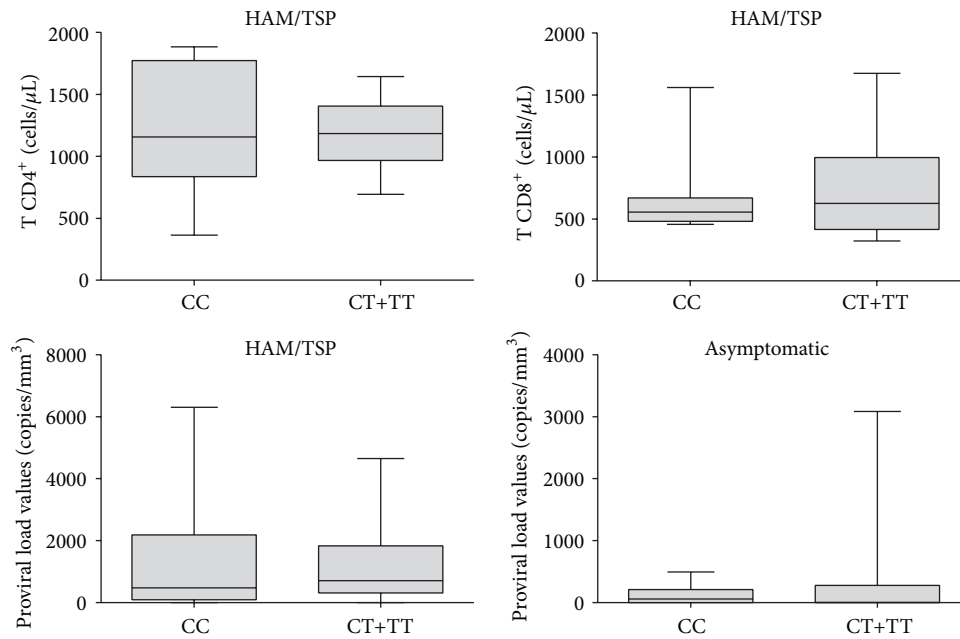 HAM/TSP
T CD4⁺ (cells/μL)
2000
1500
1000
500
0
CC
CT+TT
HAM/TSP
T CD8⁺ (cells/μL)
2000
1500
1000
500
0
CC
CT+TT
HAM/TSP
Proviral load values (copies/mm³)
8000
6000
4000
2000
0
CC
CT+TT
Asymptomatic
Proviral load values (copies/mm³)
4000
3000
2000
1000
0
CC
CT+TT